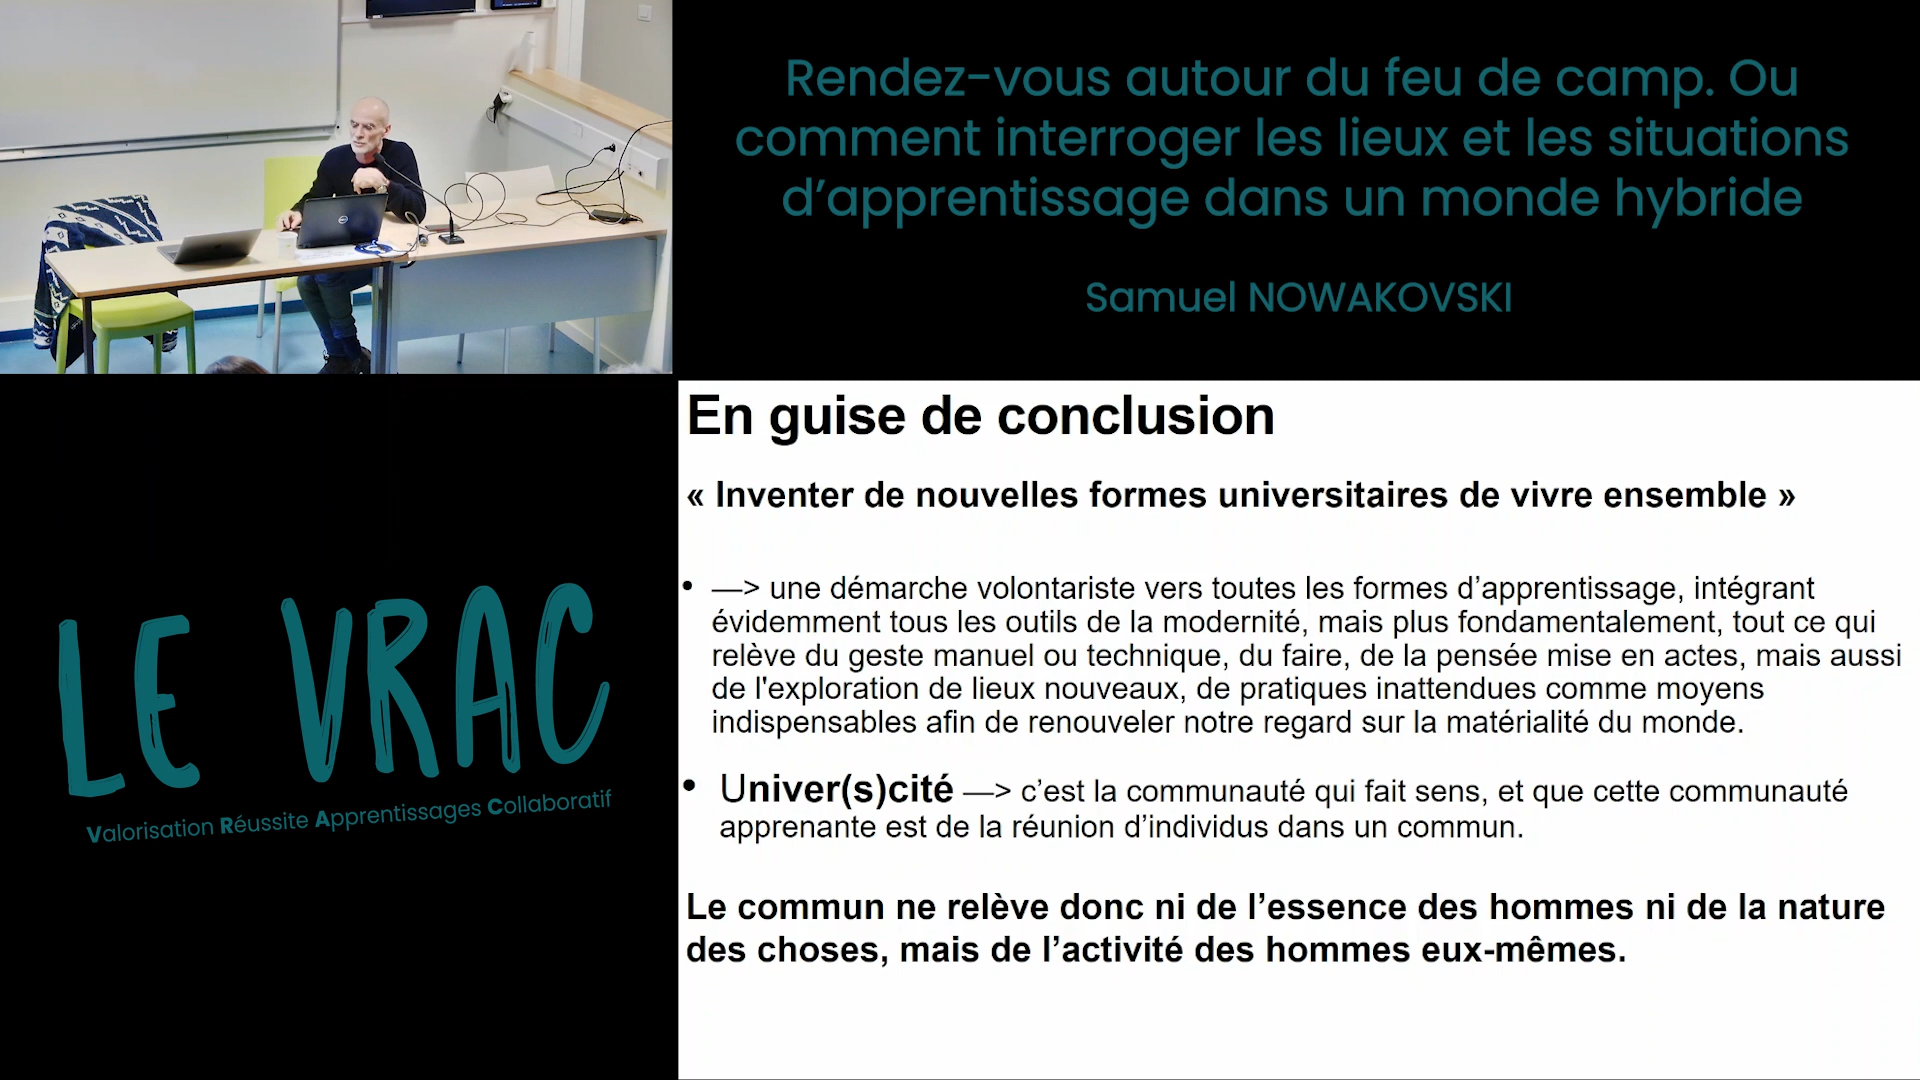 Rendez-vous autour du feu de camp. Ou
comment interroger les lieux et les situations
d’apprentissage dans un monde hybride
Samuel NOWAKOVSKI
LE VRAC
Valorisation Réussite Apprentissages Collaboratif
En guise de conclusion
« Inventer de nouvelles formes universitaires de vivre ensemble »
• —> une démarche volontariste vers toutes les formes d’apprentissage, intégrant
évidemment tous les outils de la modernité, mais plus fondamentalement, tout ce qui
relève du geste manuel ou technique, du faire, de la pensée mise en actes, mais aussi
de l'exploration de lieux nouveaux, de pratiques inattendues comme moyens
indispensables afin de renouveler notre regard sur la matérialité du monde.
• Univer(s)cité —> c’est la communauté qui fait sens, et que cette communauté
apprenante est de la réunion d’individus dans un commun.
Le commun ne relève donc ni de l’essence des hommes ni de la nature
des choses, mais de l’activité des hommes eux-mêmes.